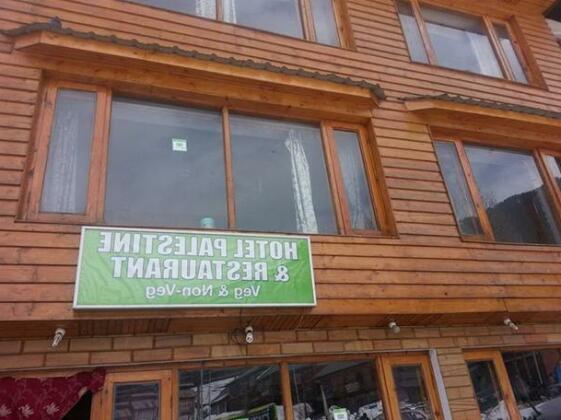 HOTEL PALESTINE
& RESTAURANT
Veg & Non-Veg